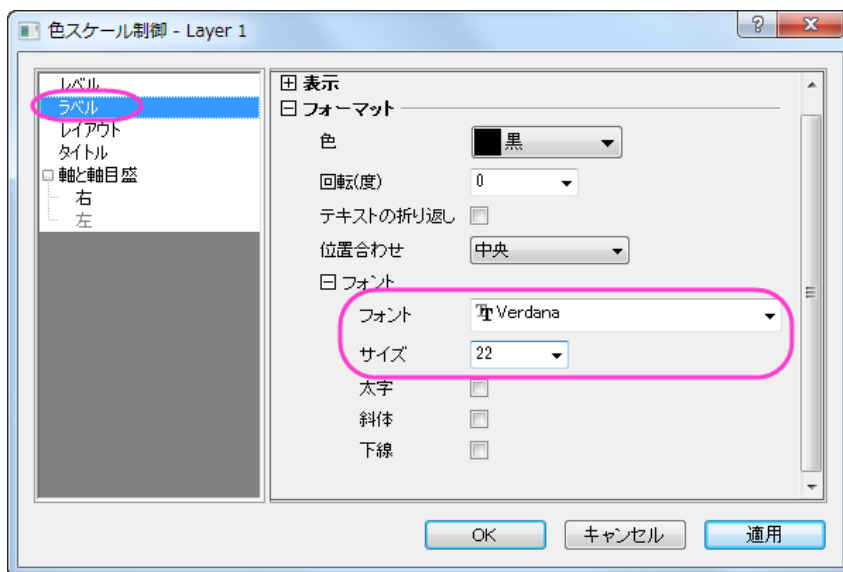 色スケール制御 - Layer 1
レベル
ラベル
レイアウト
タイトル
軸と軸目盛
右
左
表示
フォーマット
色 黒
回転(度) 0
テキストの折り返し
位置合わせ 中央
フォント
フォント Verdana
サイズ 22
太字
斜体
下線
OK キャンセル 適用